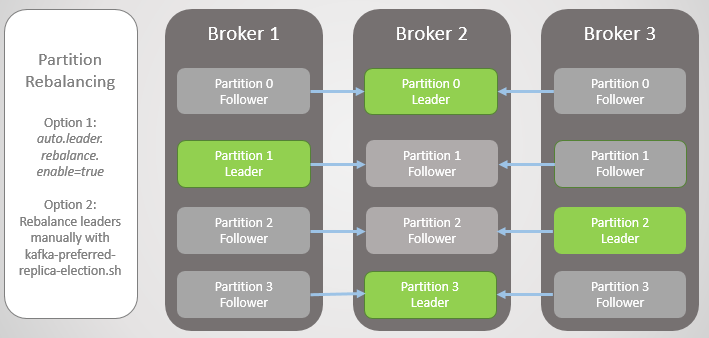 Partition
Rebalancing
Option 1:
auto.leader.
rebalance.
enable=true
Option 2:
Rebalance leaders
manually with
kafka-preferred-
replica-election.sh
Broker 1
Partition 0
Follower
Partition 1
Leader
Partition 2
Follower
Partition 3
Follower
Broker 2
Partition 0
Leader
Partition 1
Follower
Partition 2
Follower
Partition 3
Leader
Broker 3
Partition 0
Follower
Partition 1
Follower
Partition 2
Leader
Partition 3
Follower